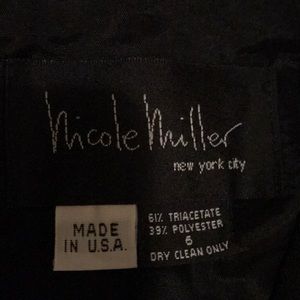 Nicole Miller
new york city
MADE
IN U.S.A.
61% TRIACETATE
39% POLYESTER
6
DRY CLEAN ONLY